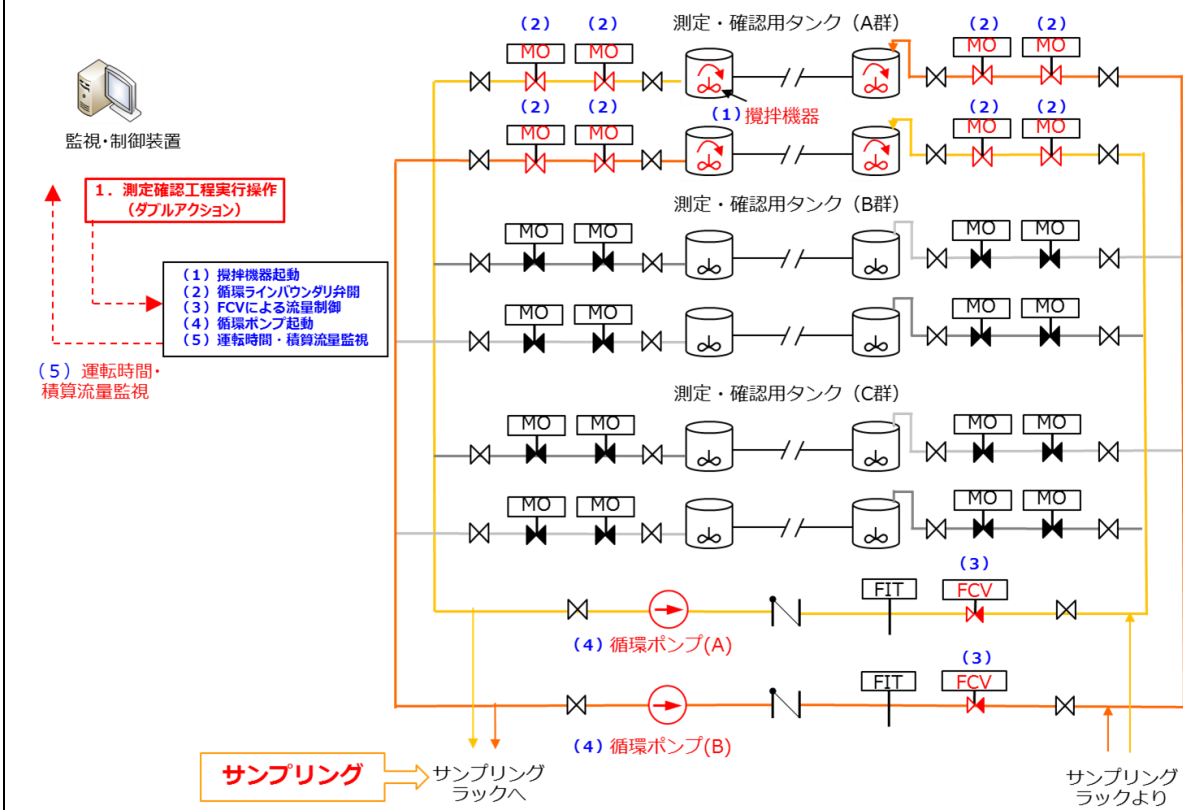 (2) (2) 測定・確認用タンク（A群） (2) (2)
MO MO MO MO
(1) 攪拌機器
監視・制御装置
(2) (2) (2) (2)
MO MO MO MO
1．測定確認工程実行操作
（ダブルアクション）
測定・確認用タンク（B群）
MO MO MO MO
（1）攪拌機器起動
（2）循環ラインバウンダリ弁開
（3）FCVによる流量制御
（4）循環ポンプ起動
（5）運転時間・積算流量監視
MO MO MO MO
（5）運転時間・
積算流量監視
測定・確認用タンク（C群）
MO MO MO MO
MO MO MO MO
(3)
FIT FCV
(4) 循環ポンプ(A)
(3)
FIT FCV
(4) 循環ポンプ(B)
サンプリング
サンプリング
ラックへ
サンプリング
ラックより